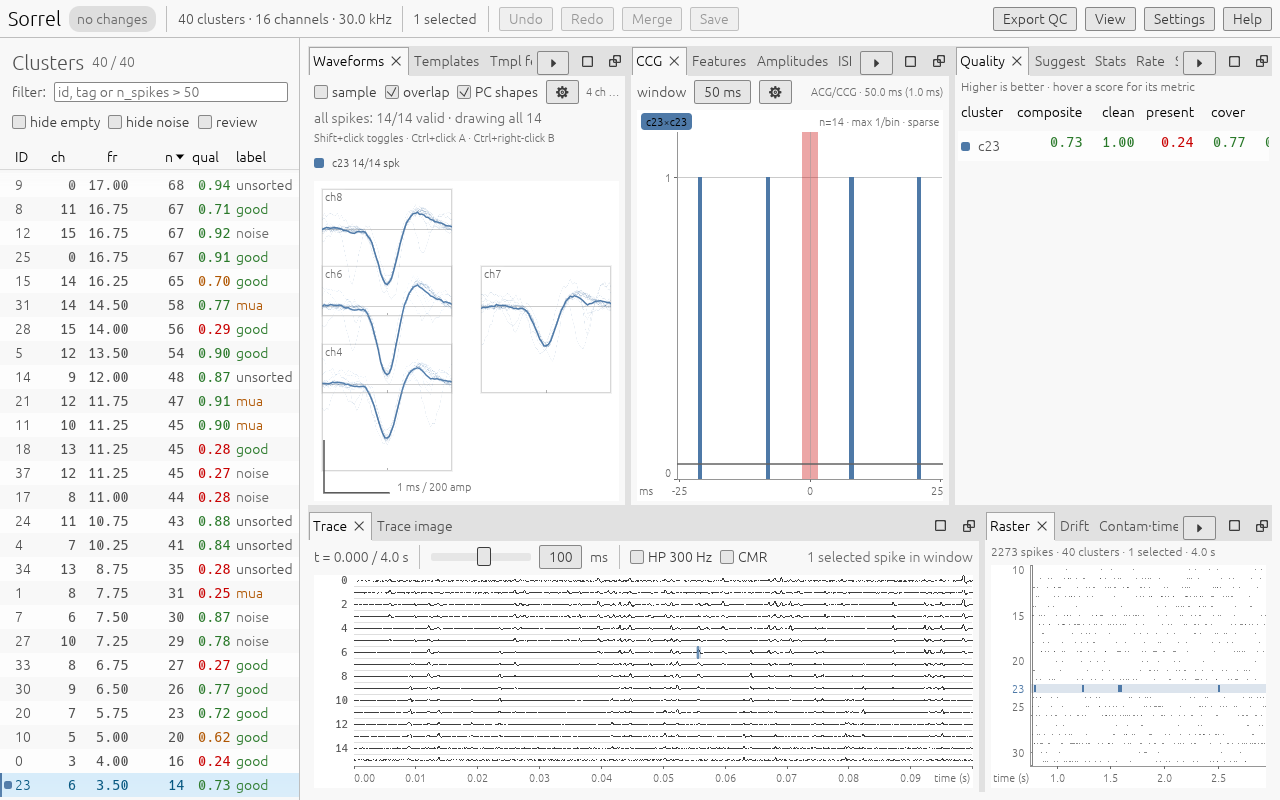 Sorrel no changes 40 clusters · 16 channels · 30.0 kHz 1 selected Undo Redo Merge Save Export QC View Settings Help
Clusters 40 / 40
filter: id, tag or n_spikes > 50
hide empty hide noise review
ID ch fr n qual label
9 0 17.00 68 0.94 unsorted
8 11 16.75 67 0.71 good
12 15 16.75 67 0.92 noise
25 0 16.75 67 0.91 good
15 14 16.25 65 0.70 good
31 14 14.50 58 0.77 mua
28 15 14.00 56 0.29 good
5 12 13.50 54 0.90 good
14 9 12.00 48 0.87 unsorted
21 12 11.75 47 0.91 mua
11 10 11.25 45 0.90 mua
18 13 11.25 45 0.28 good
37 12 11.25 45 0.27 noise
17 8 11.00 44 0.28 noise
24 11 10.75 43 0.88 unsorted
4 7 10.25 41 0.84 unsorted
34 13 8.75 35 0.28 unsorted
1 8 7.75 31 0.25 mua
7 6 7.50 30 0.87 noise
27 10 7.25 29 0.78 noise
33 8 6.75 27 0.27 good
30 9 6.50 26 0.77 good
20 7 5.75 23 0.72 good
10 5 5.00 20 0.62 good
0 3 4.00 16 0.24 good
23 6 3.50 14 0.73 good
Waveforms Templates Tmpl
sample overlap PC shapes 4 ch ...
all spikes: 14/14 valid · drawing all 14
Shift+click toggles · Ctrl+click A · Ctrl+right-click B
c23 14/14 spk
ch8
ch6
ch7
ch4
1 ms / 200 amp
CCG Features Amplitudes ISI
window 50 ms ACG/CCG · 50.0 ms (1.0 ms)
c23×c23 n=14 · max 1/bin · sparse
1
0
ms -25 0 25
Quality Suggest Stats Rate
Higher is better · hover a score for its metric
cluster composite clean present cover
c23 0.73 1.00 0.24 0.77
Trace Trace image
t = 0.000 / 4.0 s 100 ms HP 300 Hz CMR 1 selected spike in window
0
2
4
6
8
10
12
14
0.00 0.01 0.02 0.03 0.04 0.05 0.06 0.07 0.08 0.09 time (s)
Raster Drift Contam-time
2273 spikes · 40 clusters · 1 selected · 4.0 s
10
15
20
23
25
30
time (s) 1.0 1.5 2.0 2.5